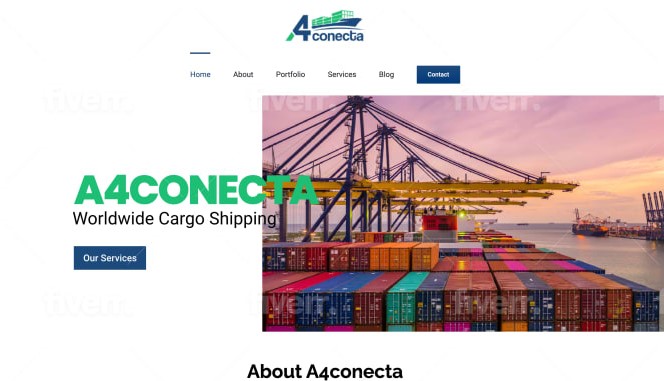 A4conecta
Home About Portfolio Services Blog Contact
A4CONECTA
Worldwide Cargo Shipping
Our Services
fiverr.
fiverr.
fiverr.
fiverr.
fiverr.
fiverr.
About A4conecta